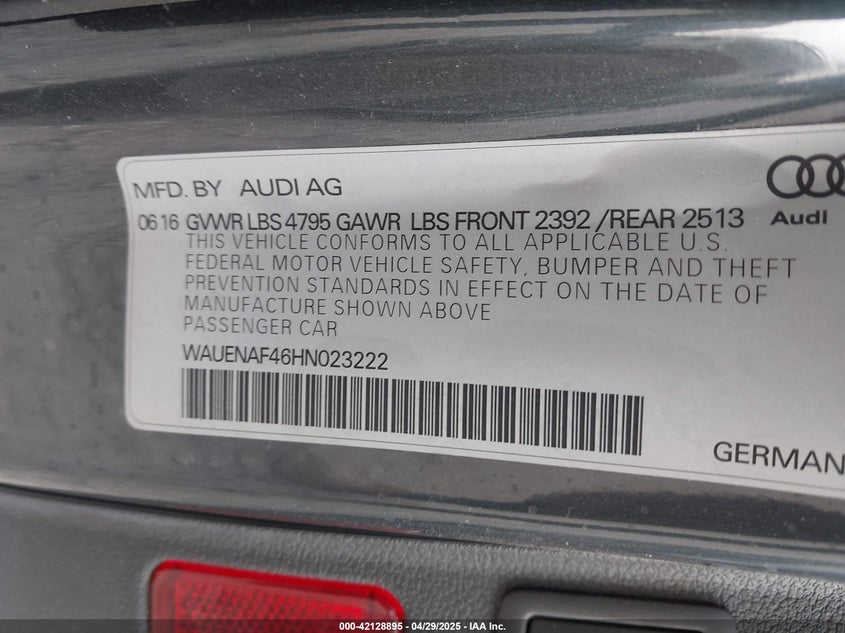 MFD. BY AUDI AG
06 16 GVWR LBS 4795 GAWR LBS FRONT 2392 /REAR 2513
Audi
THIS VEHICLE CONFORMS TO ALL APPLICABLE U.S.
FEDERAL MOTOR VEHICLE SAFETY, BUMPER AND THEFT
PREVENTION STANDARDS IN EFFECT ON THE DATE OF
MANUFACTURE SHOWN ABOVE
PASSENGER CAR
WAUENAF46HN023222
GERMAN
000-42128895 - 04/29/2025 - IAA Inc.